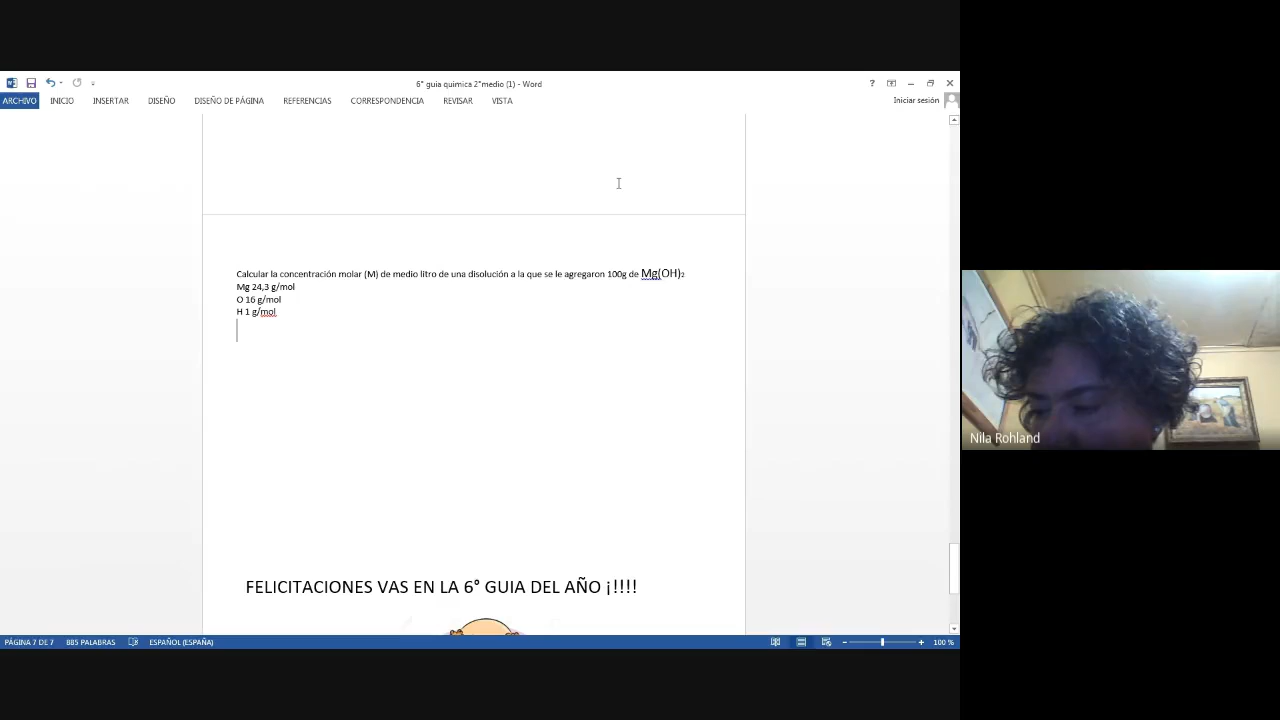 6° guia quimica 2°medio (1) - Word
ARCHIVO INICIO INSERTAR DISEÑO DISEÑO DE PÁGINA REFERENCIAS CORRESPONDENCIA REVISAR VISTA Iniciar sesión
Calcular la concentración molar (M) de medio litro de una disolución a la que se le agregaron 100g de Mg(OH)2
Mg 24,3 g/mol
O 16 g/mol
H 1 g/mol
Nila Rohland
FELICITACIONES VAS EN LA 6° GUIA DEL AÑO ¡!!!!
PÁGINA 7 DE 7 885 PALABRAS ESPAÑOL (ESPAÑA) 100 %